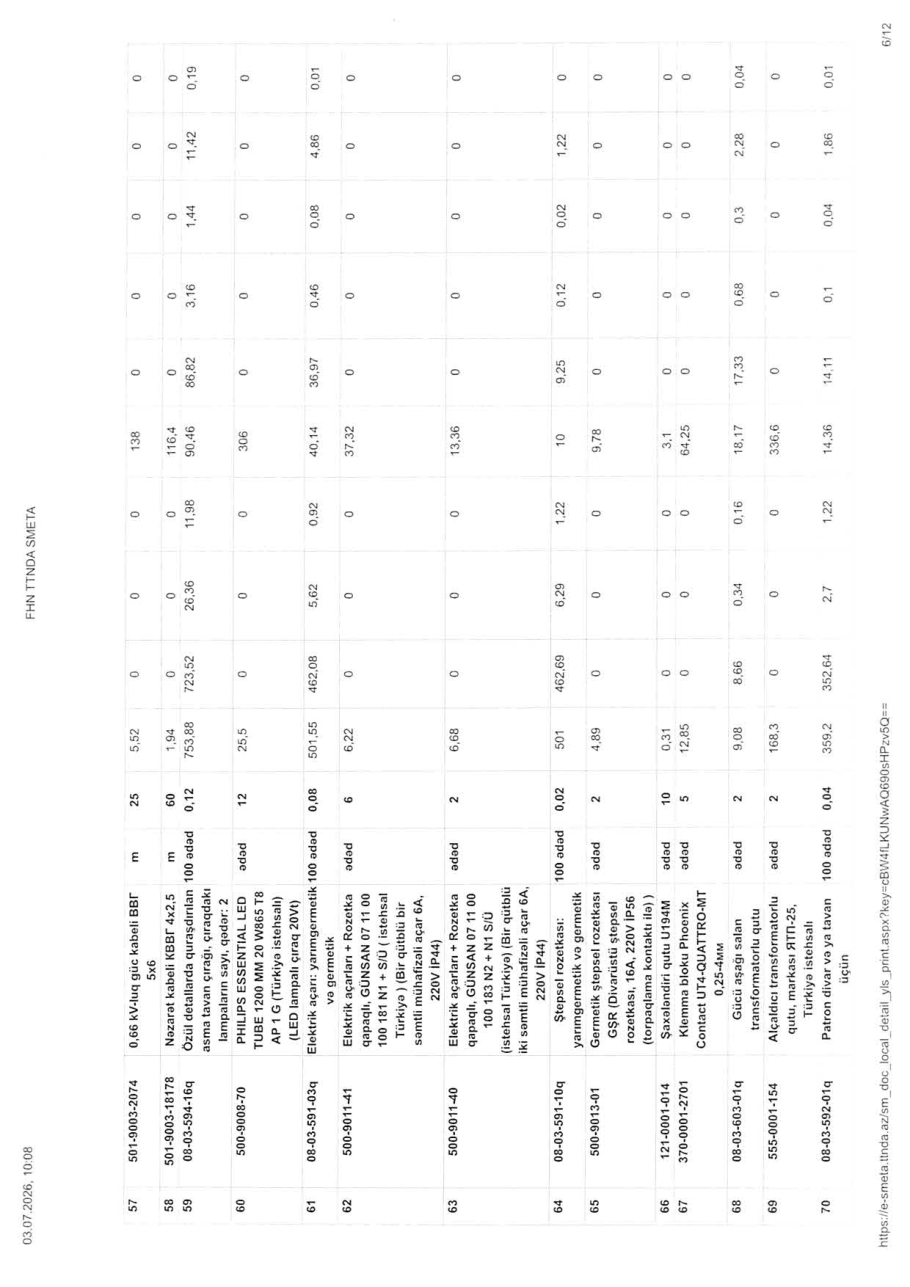 03.07.2026, 10:08
FHN TTNDA SMETA
57 501-9003-2074 0,66 kV-luq güc kabeli ВВГ m 25 5,52 0 0 0 138 0 0 0 0 0
5x6
58 501-9003-18178 Nəzarət kabeli КВВГ 4x2,5 m 60 1,94 0 0 0 116,4 0 0 0 0 0
59 08-03-594-16q Özül detallarda quraşdırılan 100 ədəd 0,12 753,88 723,52 26,36 11,98 90,46 86,82 3,16 1,44 11,42 0,19
asma tavan çırağı, çıraqdakı
lampaların sayı, qədər: 2
60 500-9008-70 PHILIPS ESSENTIAL LED ədəd 12 25,5 0 0 0 306 0 0 0 0 0
TUBE 1200 MM 20 W865 T8
AP 1 G (Türkiyə istehsalı)
(LED lampalı çıraq 20Vt)
61 08-03-591-03q Elektrik açarı: yarımgermetik 100 ədəd 0,08 501,55 462,08 5,62 0,92 40,14 36,97 0,46 0,08 4,86 0,01
və germetik
62 500-9011-41 Elektrik açarları + Rozetka ədəd 6 6,22 0 0 0 37,32 0 0 0 0 0
qapaqlı, GÜNSAN 07 11 00
100 181 N1 + S/Ü ( istehsal
Türkiyə ) (Bir qütblü bir
səmtli mühafizəli açar 6A,
220V İP44)
63 500-9011-40 Elektrik açarları + Rozetka ədəd 2 6,68 0 0 0 13,36 0 0 0 0 0
qapaqlı, GÜNSAN 07 11 00
100 183 N2 + N1 S/Ü
(istehsal Türkiyə) (Bir qütblü
iki səmtli mühafizəli açar 6A,
220V İP44)
64 08-03-591-10q Ştepsel rozetkası: 100 ədəd 0,02 501 462,69 6,29 1,22 10 9,25 0,12 0,02 1,22 0
yarımgermetik və germetik
65 500-9013-01 Germetik ştepsel rozetkası ədəd 2 4,89 0 0 0 9,78 0 0 0 0 0
GŞR (Divarüstü ştepsel
rozetkası, 16A, 220V İP56
(torpaqlama kontaktı ilə) )
66 121-0001-014 Şaxələndiri qutu U194M ədəd 10 0,31 0 0 0 3,1 0 0 0 0 0
67 370-0001-2701 Klemma bloku Phoenix ədəd 5 12,85 0 0 0 64,25 0 0 0 0 0
Contact UT4-QUATTRO-MT
0,25-4мм
68 08-03-603-01q Gücü aşağı salan ədəd 2 9,08 8,66 0,34 0,16 18,17 17,33 0,68 0,3 2,28 0,04
transformatorlu qutu
69 555-0001-154 Alçaldıcı transformatorlu ədəd 2 168,3 0 0 0 336,6 0 0 0 0 0
qutu, markası ЯТП-25,
Türkiyə istehsalı
70 08-03-592-01q Patron divar və ya tavan 100 ədəd 0,04 359,2 352,64 2,7 1,22 14,36 14,11 0,1 0,04 1,86 0,01
üçün
https://e-smeta.ttnda.az/sm_doc_local_detail_yls_print.aspx?key=cBW4fLKUNwAQ690sHPzv5Q==
6/12